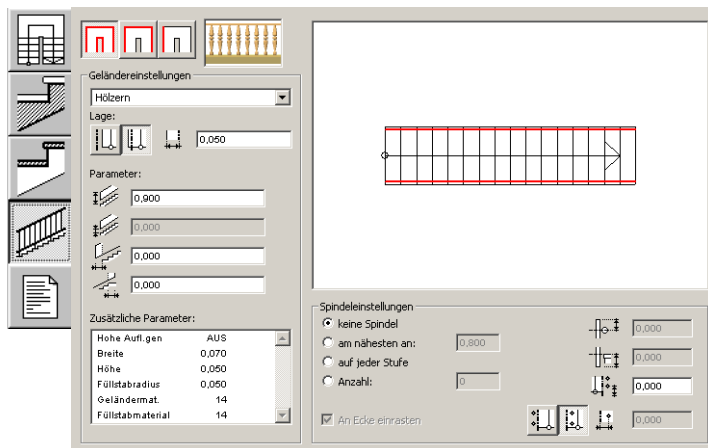 Geländereinstellungen
Hölzern
Lage:
0,050
Parameter:
0,900
0,000
0,000
0,000
Zusätzliche Parameter:
Hohe Aufl.gen AUS
Breite 0,070
Höhe 0,050
Füllstabradius 0,050
Geländermat. 14
Füllstabmaterial 14
Spindeleinstellungen
keine Spindel 0,000
am nähesten an: 0,800 0,000
auf jeder Stufe
Anzahl: 0 0,000
An Ecke einrasten 0,000